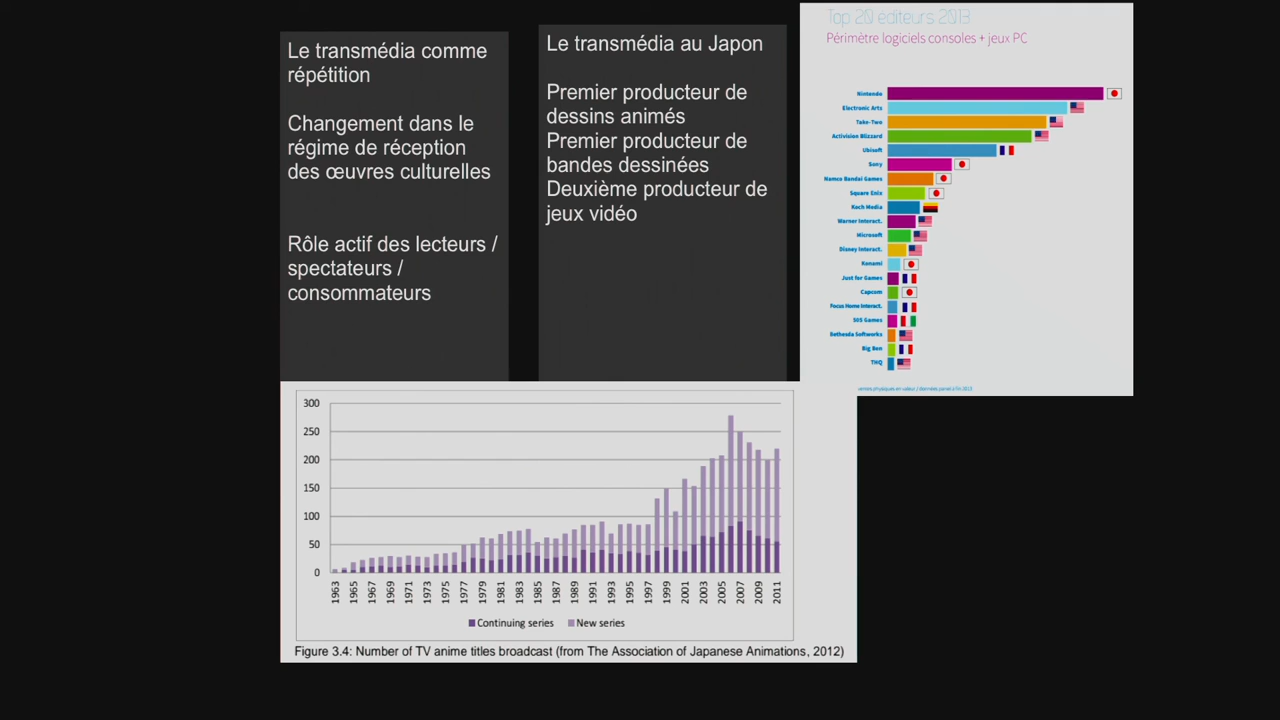 Le transmédia comme
répétition
Changement dans le
régime de réception
des œuvres culturelles
Rôle actif des lecteurs /
spectateurs /
consommateurs
Le transmédia au Japon
Premier producteur de
dessins animés
Premier producteur de
bandes dessinées
Deuxième producteur de
jeux vidéo
Top 20 éditeurs 2013
Périmètre logiciels consoles + jeux PC
Nintendo
Electronic Arts
Take-Two
Activision Blizzard
Ubisoft
Sony
Namco Bandai Games
Square Enix
Koch Media
Warner Interact.
Microsoft
Disney Interact.
Konami
Just for Games
Capcom
Focus Home Interact.
505 Games
Bethesda Softworks
Big Ben
THQ
300
250
200
150
100
50
0
1963
1965
1967
1969
1971
1973
1975
1977
1979
1981
1983
1985
1987
1989
1991
1993
1995
1997
1999
2001
2003
2005
2007
2009
2011
Continuing series
New series
Figure 3.4: Number of TV anime titles broadcast (from The Association of Japanese Animations, 2012)